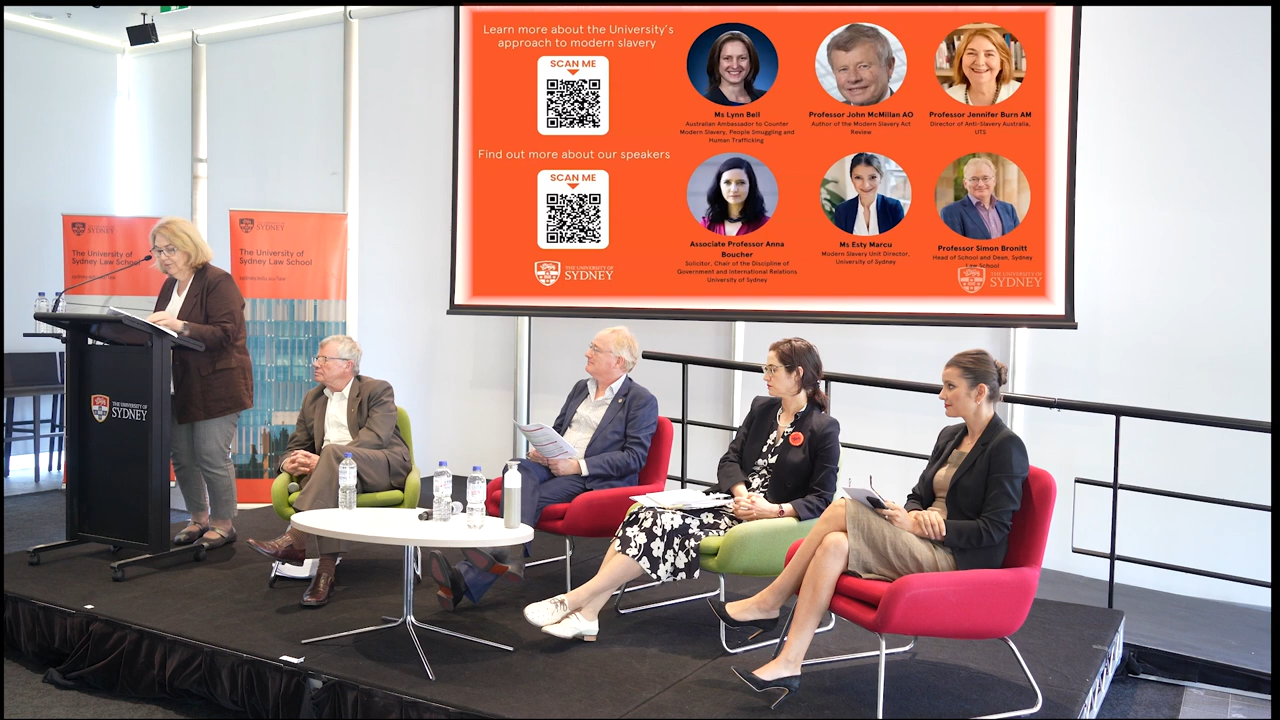 Learn more about the University's
approach to modern slavery
SCAN ME
Find out more about our speakers
SCAN ME
THE UNIVERSITY OF
SYDNEY
Ms Lynn Bell
Australian Ambassador to Counter
Modern Slavery, People Smuggling and
Human Trafficking
Professor John McMillan AO
Author of the Modern Slavery Act
Review
Professor Jennifer Burn AM
Director of Anti-Slavery Australia,
UTS
Associate Professor Anna
Boucher
Solicitor, Chair of the Discipline of
Government and International Relations
University of Sydney
Ms Esty Marcu
Modern Slavery Unit Director,
University of Sydney
Professor Simon Bronitt
Head of School and Dean, Sydney
Law School
THE UNIVERSITY OF
SYDNEY
SYDNEY
The University of
Sydney Law School
THE UNIVERSITY OF
SYDNEY
The University of
Sydney Law School
THE UNIVERSITY OF
SYDNEY